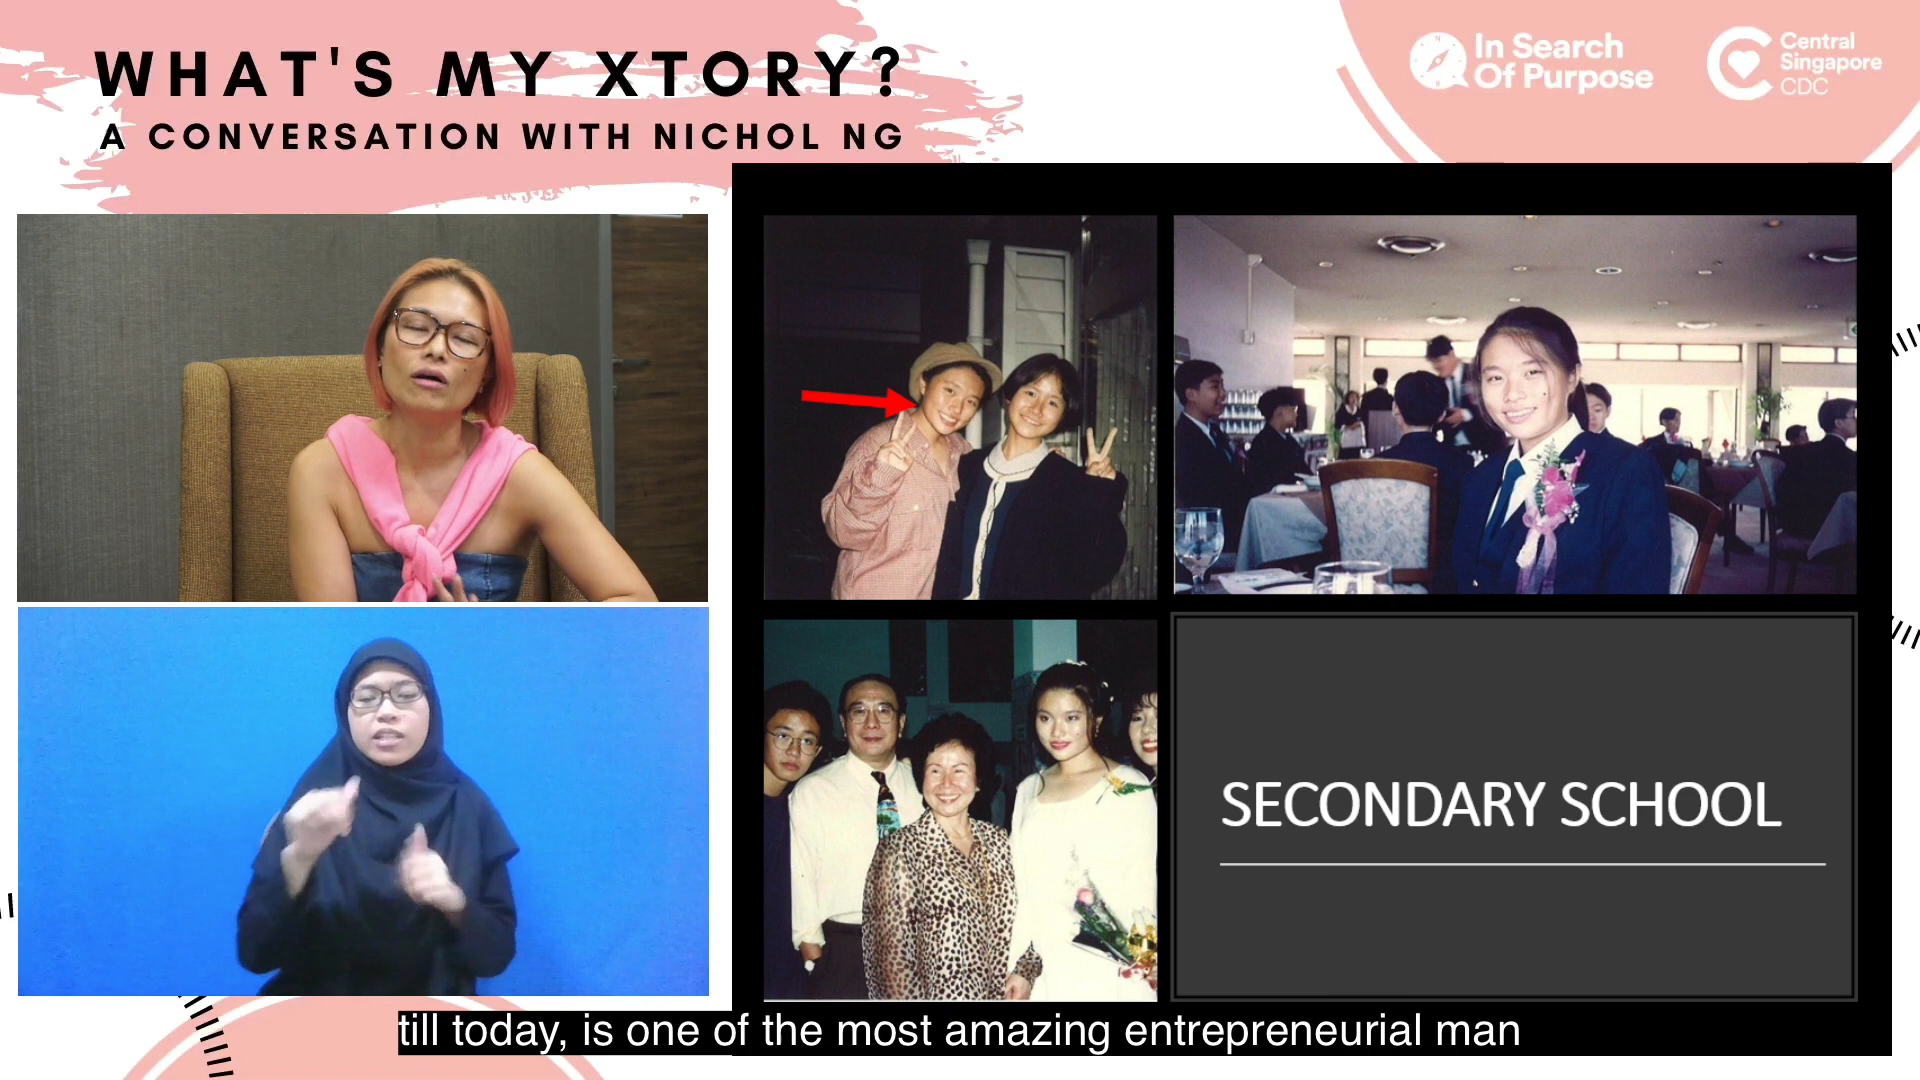 WHAT'S MY XTORY?
A CONVERSATION WITH NICHOL NG
In Search
Of Purpose
Central
Singapore
CDC
SECONDARY SCHOOL
till today, is one of the most amazing entrepreneurial man